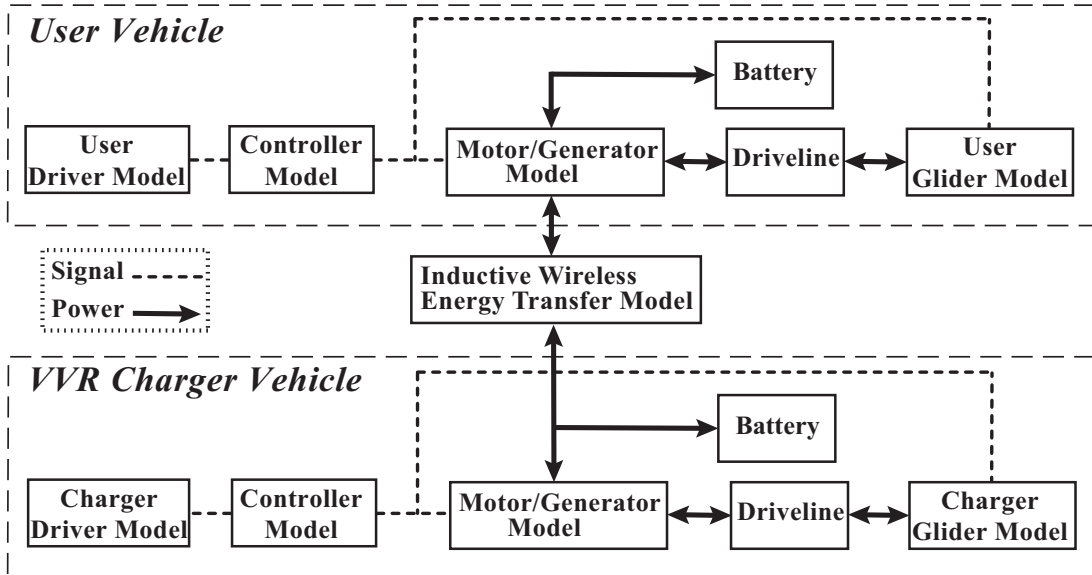 User Vehicle
Battery
User
Driver Model
Controller
Model
Motor/Generator
Model
Driveline
User
Glider Model
Signal
Power
Inductive Wireless
Energy Transfer Model
VVR Charger Vehicle
Battery
Charger
Driver Model
Controller
Model
Motor/Generator
Model
Driveline
Charger
Glider Model